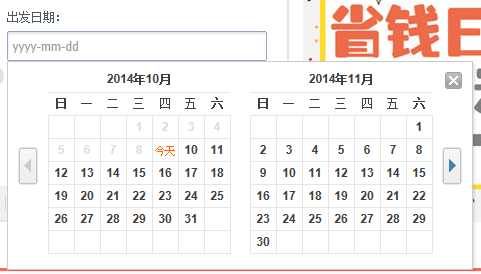 出发日期：
yyyy-mm-dd
省钱日
2014年10月
日 一 二 三 四 五 六
1 2 3 4
5 6 7 8 今天 10 11
12 13 14 15 16 17 18
19 20 21 22 23 24 25
26 27 28 29 30 31
2014年11月
日 一 二 三 四 五 六
1
2 3 4 5 6 7 8
9 10 11 12 13 14 15
16 17 18 19 20 21 22
23 24 25 26 27 28 29
30